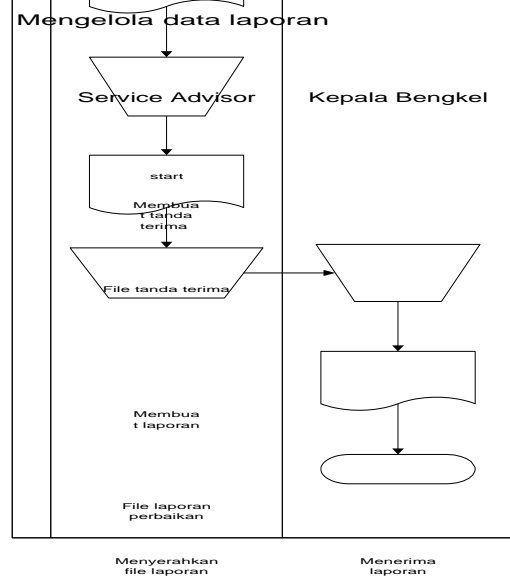 Mengelola data laporan
Service Advisor
Kepala Bengkel
start
Membua
t tanda
terima
File tanda terima
Membua
t laporan
File laporan
perbaikan
Menyerahkan
file laporan
Menerima
laporan